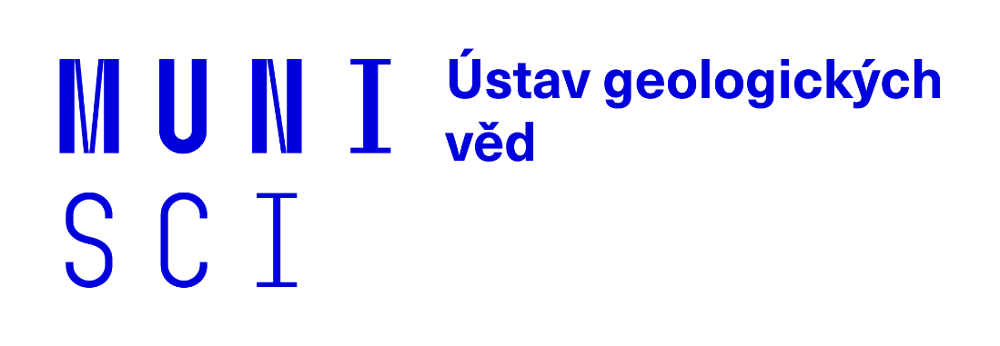 MUNI
SCI
Ústav geologických
věd